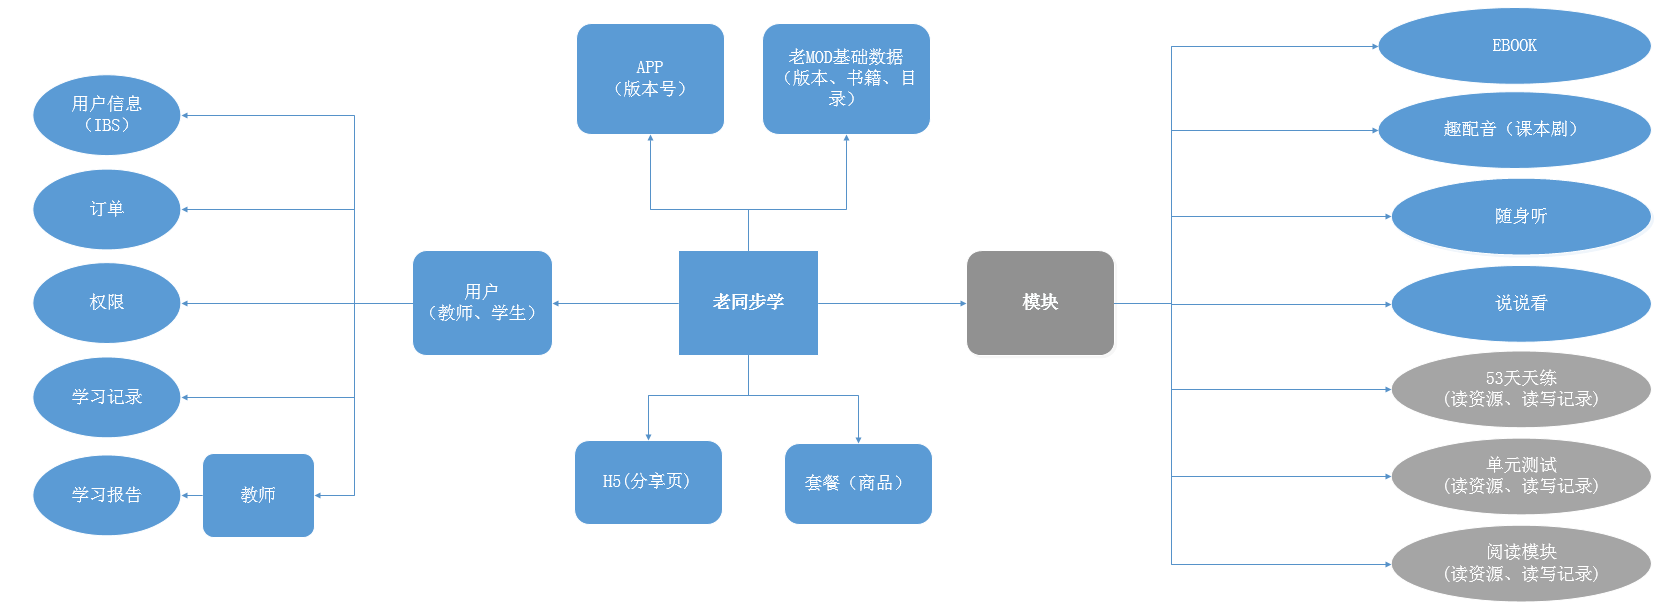 APP
（版本号）
老MOD基础数据
（版本、书籍、目
录）
用户信息
（IBS）
订单
权限
学习记录
学习报告
教师
用户
（教师、学生）
老同步学
模块
H5(分享页)
套餐（商品）
EBOOK
趣配音（课本剧）
随身听
说说看
53天天练
(读资源、读写记录)
单元测试
(读资源、读写记录)
阅读模块
(读资源、读写记录)